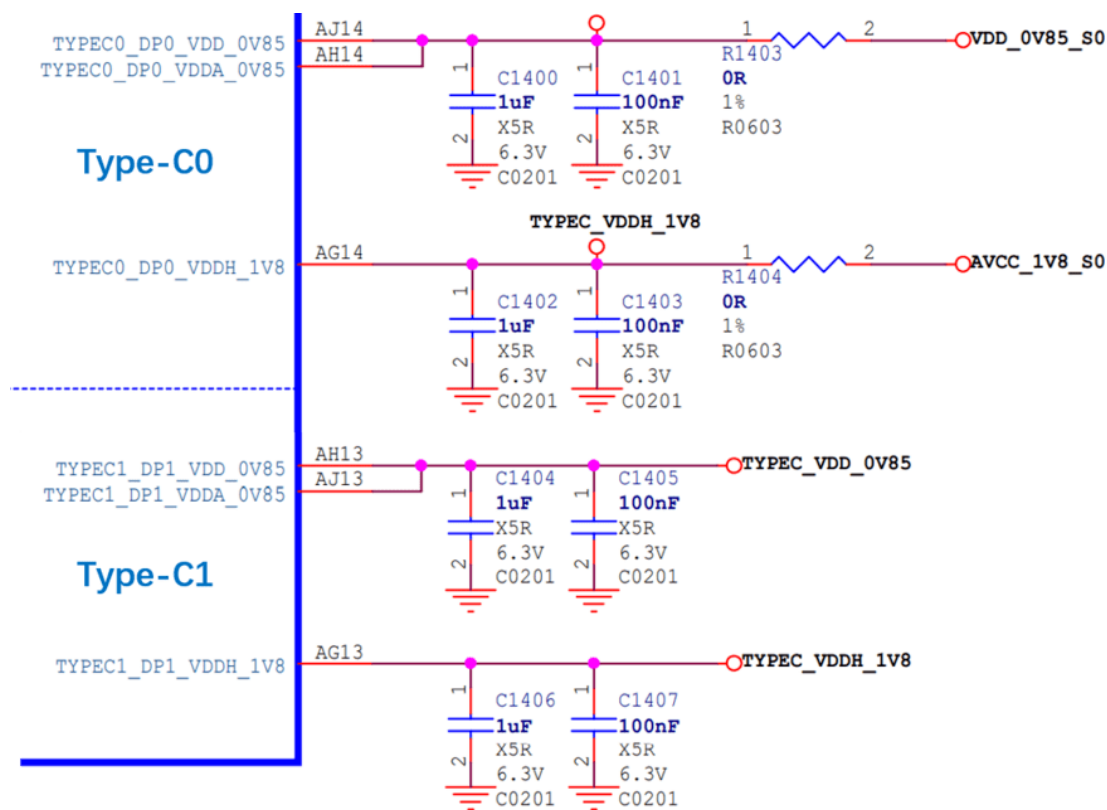 AJ14
TYPEC0_DP0_VDD_0V85
AH14
TYPEC0_DP0_VDDA_0V85
1
2
VDD_0V85_S0
R1403
0R
1%
R0603
1
C1400
1uF
X5R
2
6.3V
C0201
1
C1401
100nF
X5R
2
6.3V
C0201
Type-C0
TYPEC_VDDH_1V8
AG14
TYPEC0_DP0_VDDH_1V8
1
2
AVCC_1V8_S0
R1404
0R
1%
R0603
1
C1402
1uF
X5R
2
6.3V
C0201
1
C1403
100nF
X5R
2
6.3V
C0201
AH13
TYPEC1_DP1_VDD_0V85
AJ13
TYPEC1_DP1_VDDA_0V85
TYPEC_VDD_0V85
1
C1404
1uF
X5R
2
6.3V
C0201
1
C1405
100nF
X5R
2
6.3V
C0201
Type-C1
AG13
TYPEC1_DP1_VDDH_1V8
TYPEC_VDDH_1V8
1
C1406
1uF
X5R
2
6.3V
C0201
1
C1407
100nF
X5R
2
6.3V
C0201